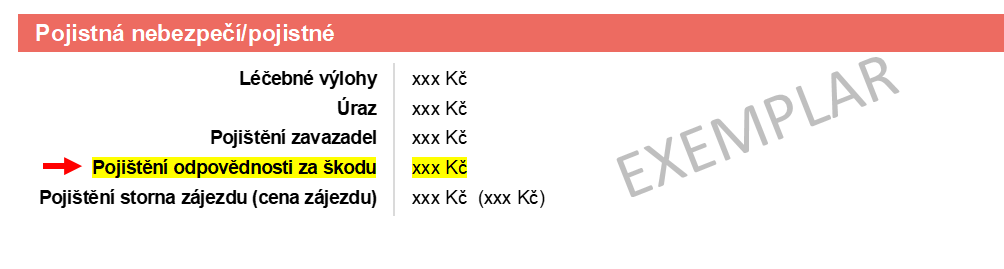 Pojistná nebezpečí/pojistné
Léčebné výlohy xxx Kč
Úraz xxx Kč
Pojištění zavazadel xxx Kč
Pojištění odpovědnosti za škodu xxx Kč
Pojištění storna zájezdu (cena zájezdu) xxx Kč (xxx Kč)
EXEMPLAR